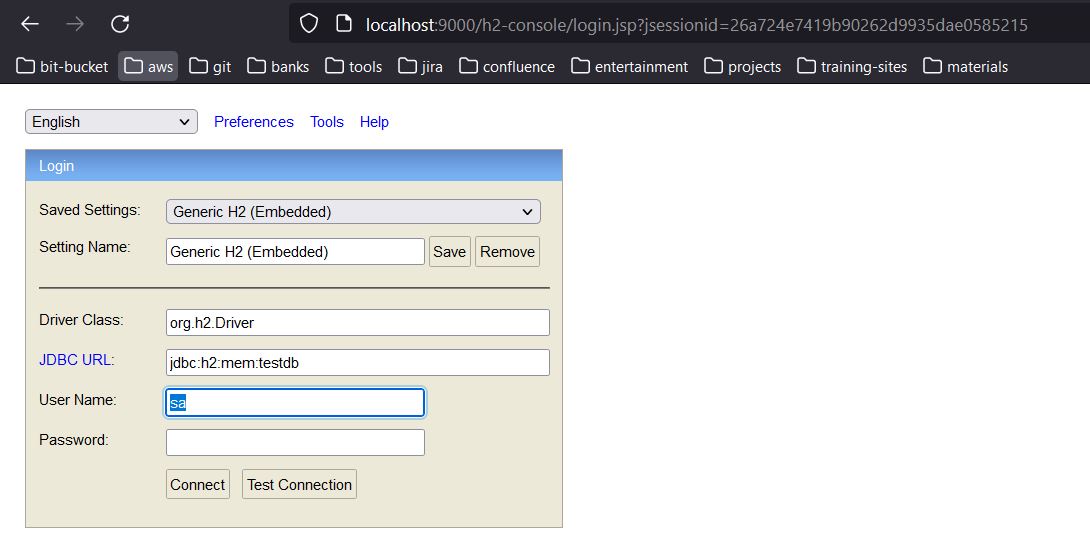 localhost:9000/h2-console/login.jsp?jsessionid=26a724e7419b90262d9935dae0585215
bit-bucket aws git banks tools jira confluence entertainment projects training-sites materials
English Preferences Tools Help
Login
Saved Settings: Generic H2 (Embedded)
Setting Name: Generic H2 (Embedded) Save Remove
Driver Class: org.h2.Driver
JDBC URL: jdbc:h2:mem:testdb
User Name: sa
Password:
Connect Test Connection